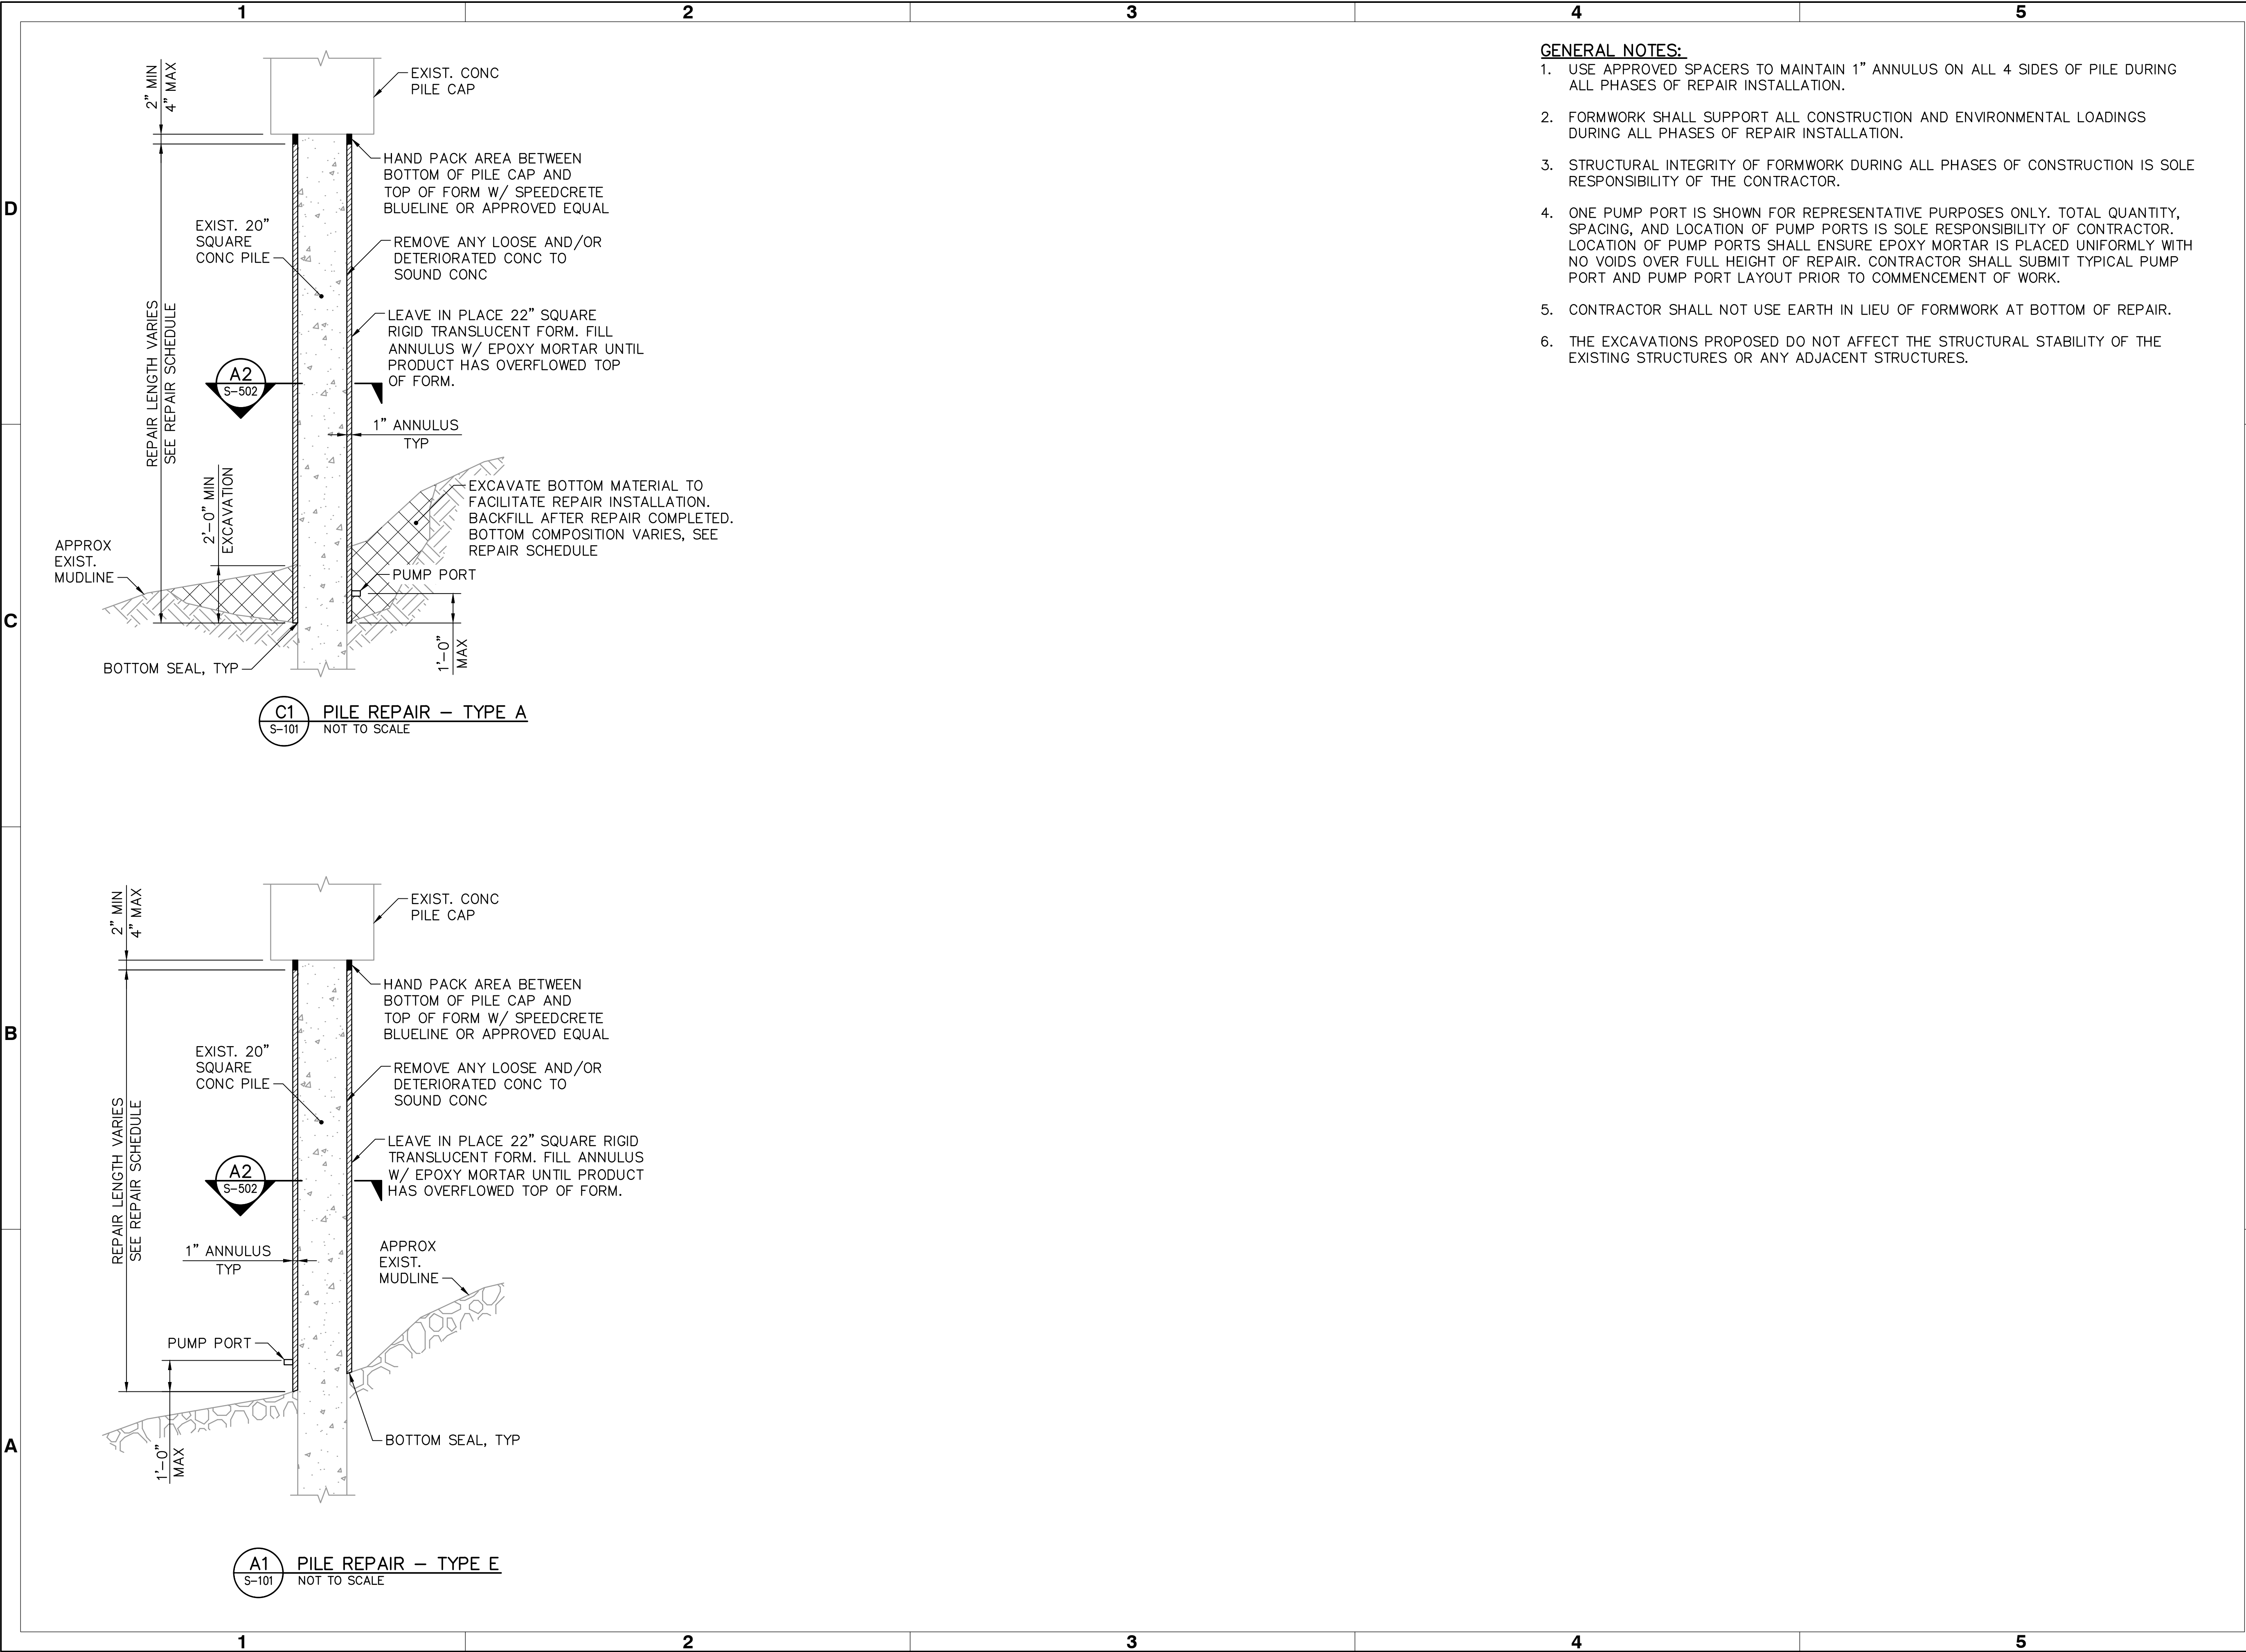 1 2 3 4 5
D
C
B
A
2" MIN
4" MAX
EXIST. CONC
PILE CAP
HAND PACK AREA BETWEEN
BOTTOM OF PILE CAP AND
TOP OF FORM W/ SPEEDCRETE
BLUELINE OR APPROVED EQUAL
EXIST. 20"
SQUARE
CONC PILE
REMOVE ANY LOOSE AND/OR
DETERIORATED CONC TO
SOUND CONC
REPAIR LENGTH VARIES
SEE REPAIR SCHEDULE
LEAVE IN PLACE 22" SQUARE
RIGID TRANSLUCENT FORM. FILL
ANNULUS W/ EPOXY MORTAR UNTIL
PRODUCT HAS OVERFLOWED TOP
OF FORM.
A2
S-502
1" ANNULUS
TYP
2'-0" MIN
EXCAVATION
EXCAVATE BOTTOM MATERIAL TO
FACILITATE REPAIR INSTALLATION.
BACKFILL AFTER REPAIR COMPLETED.
BOTTOM COMPOSITION VARIES, SEE
REPAIR SCHEDULE
APPROX
EXIST.
MUDLINE
PUMP PORT
1'-0"
MAX
BOTTOM SEAL, TYP
C1
S-101
PILE REPAIR – TYPE A
NOT TO SCALE
2" MIN
4" MAX
EXIST. CONC
PILE CAP
HAND PACK AREA BETWEEN
BOTTOM OF PILE CAP AND
TOP OF FORM W/ SPEEDCRETE
BLUELINE OR APPROVED EQUAL
EXIST. 20"
SQUARE
CONC PILE
REMOVE ANY LOOSE AND/OR
DETERIORATED CONC TO
SOUND CONC
REPAIR LENGTH VARIES
SEE REPAIR SCHEDULE
LEAVE IN PLACE 22" SQUARE RIGID
TRANSLUCENT FORM. FILL ANNULUS
W/ EPOXY MORTAR UNTIL PRODUCT
HAS OVERFLOWED TOP OF FORM.
A2
S-502
1" ANNULUS
TYP
APPROX
EXIST.
MUDLINE
PUMP PORT
1'-0"
MAX
BOTTOM SEAL, TYP
A1
S-101
PILE REPAIR – TYPE E
NOT TO SCALE
GENERAL NOTES:
1. USE APPROVED SPACERS TO MAINTAIN 1" ANNULUS ON ALL 4 SIDES OF PILE DURING
ALL PHASES OF REPAIR INSTALLATION.
2. FORMWORK SHALL SUPPORT ALL CONSTRUCTION AND ENVIRONMENTAL LOADINGS
DURING ALL PHASES OF REPAIR INSTALLATION.
3. STRUCTURAL INTEGRITY OF FORMWORK DURING ALL PHASES OF CONSTRUCTION IS SOLE
RESPONSIBILITY OF THE CONTRACTOR.
4. ONE PUMP PORT IS SHOWN FOR REPRESENTATIVE PURPOSES ONLY. TOTAL QUANTITY,
SPACING, AND LOCATION OF PUMP PORTS IS SOLE RESPONSIBILITY OF CONTRACTOR.
LOCATION OF PUMP PORTS SHALL ENSURE EPOXY MORTAR IS PLACED UNIFORMLY WITH
NO VOIDS OVER FULL HEIGHT OF REPAIR. CONTRACTOR SHALL SUBMIT TYPICAL PUMP
PORT AND PUMP PORT LAYOUT PRIOR TO COMMENCEMENT OF WORK.
5. CONTRACTOR SHALL NOT USE EARTH IN LIEU OF FORMWORK AT BOTTOM OF REPAIR.
6. THE EXCAVATIONS PROPOSED DO NOT AFFECT THE STRUCTURAL STABILITY OF THE
EXISTING STRUCTURES OR ANY ADJACENT STRUCTURES.
1 2 3 4 5